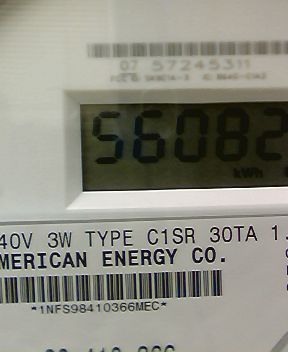 07 57245311
56082
kWh
40V 3W TYPE C1SR 30TA 1.
MERICAN ENERGY CO.
*1NFS98410366MEC*